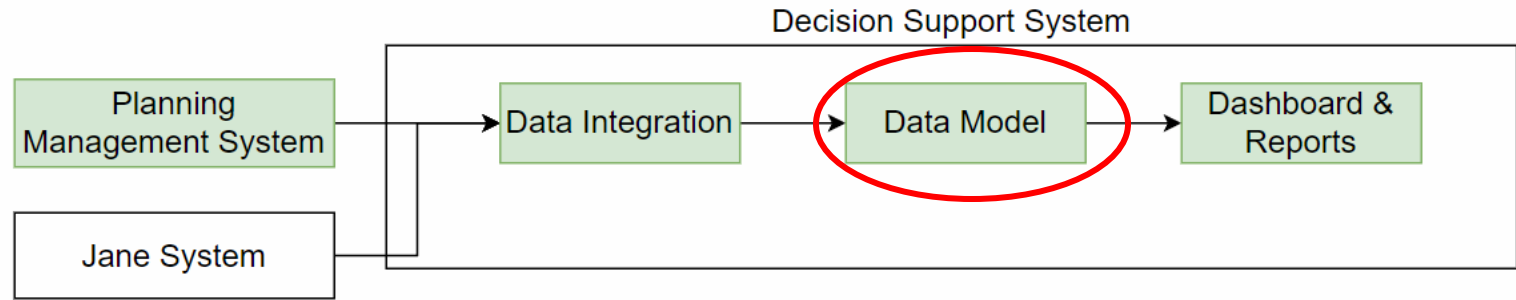 Decision Support System
Planning
Management System
Data Integration
Data Model
Dashboard &
Reports
Jane System